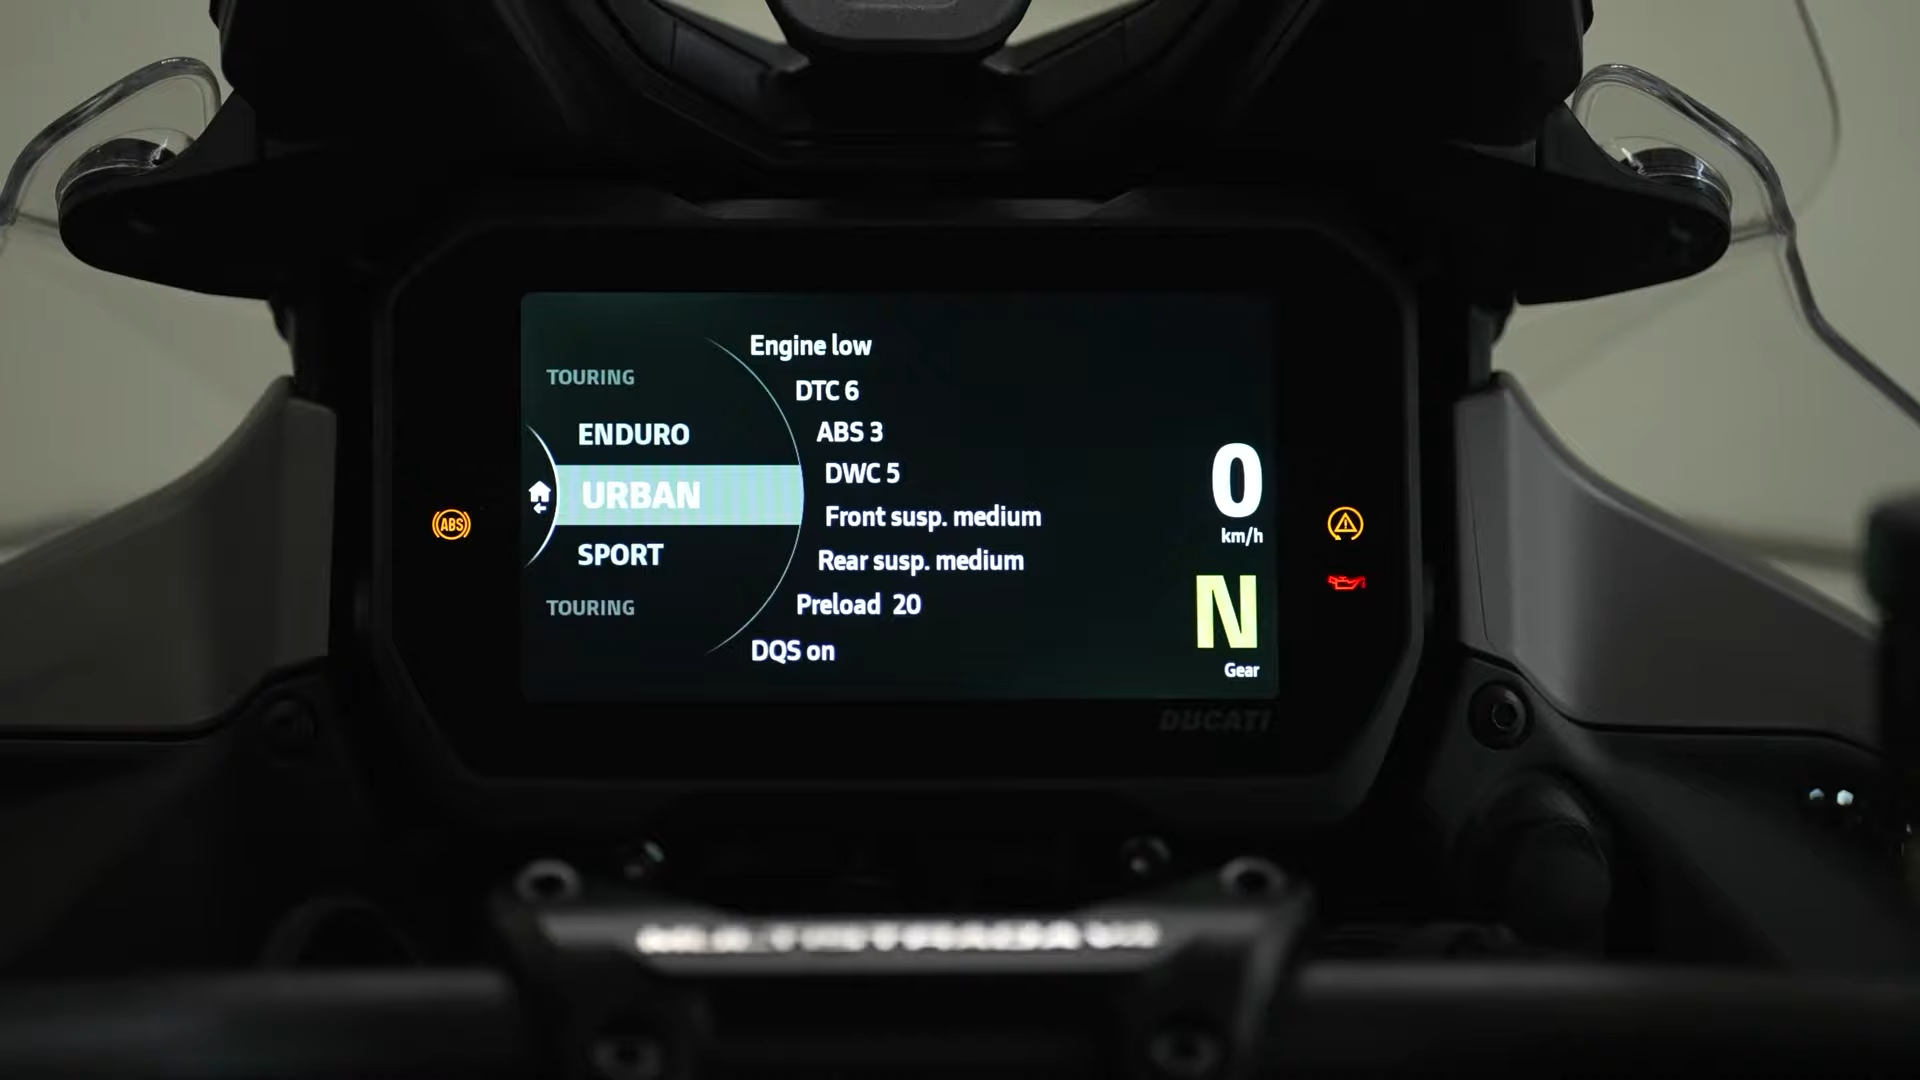 TOURING
ENDURO
URBAN
SPORT
TOURING
Engine low
DTC 6
ABS 3
DWC 5
Front susp. medium
Rear susp. medium
Preload 20
DQS on
0
km/h
N
Gear
ABS
DUCATI